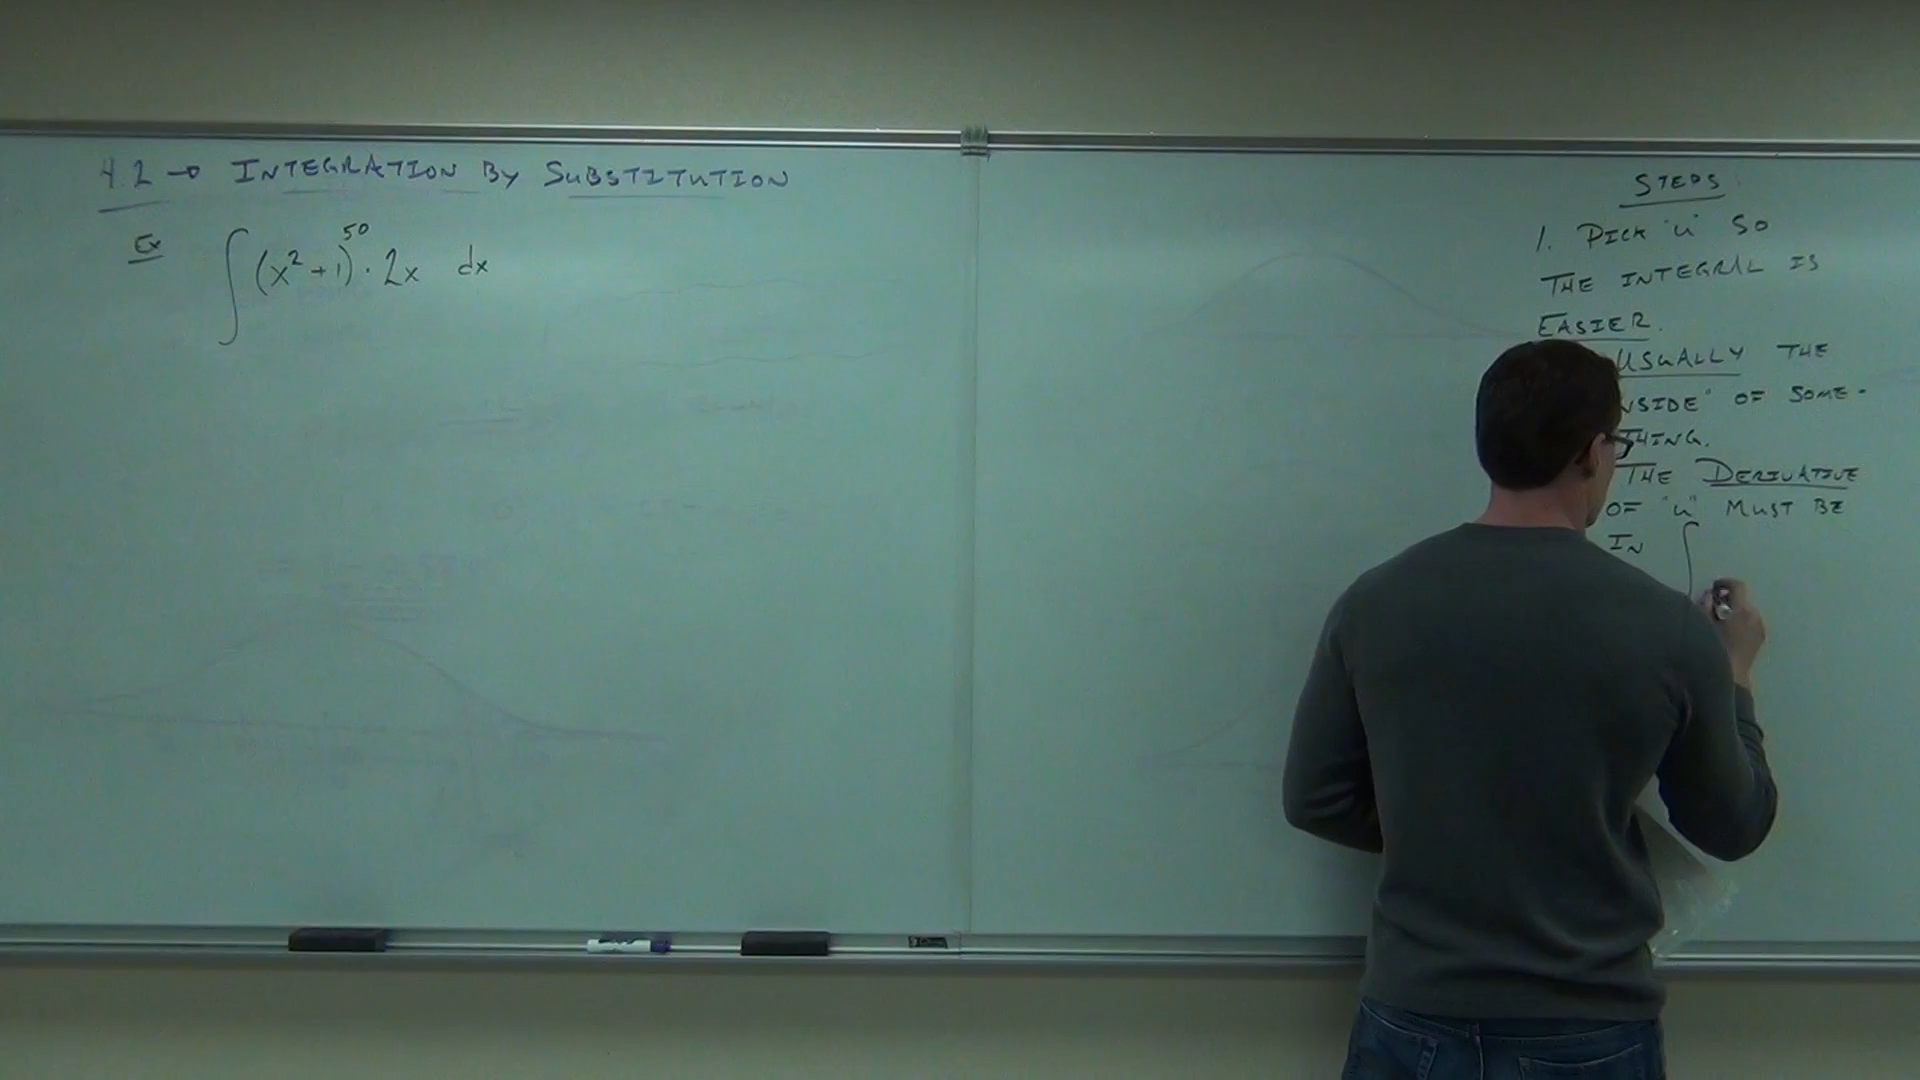 4.2 → INTEGRATION BY SUBSTITUTION
Ex ∫(x²+1)⁵⁰ · 2x dx
STEPS
1. PICK "u" SO
THE INTEGRAL IS
EASIER.
USUALLY THE
NSIDE" OF SOME-
THING.
THE DERIVATIVE
OF "u" MUST BE
IN ∫